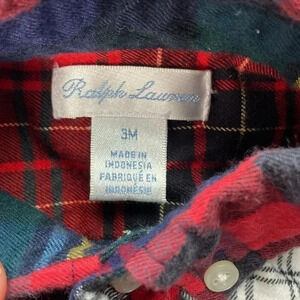 Ralph Lauren
3M
MADE IN
INDONESIA
FABRIQUÉ EN
INDONÉSIE